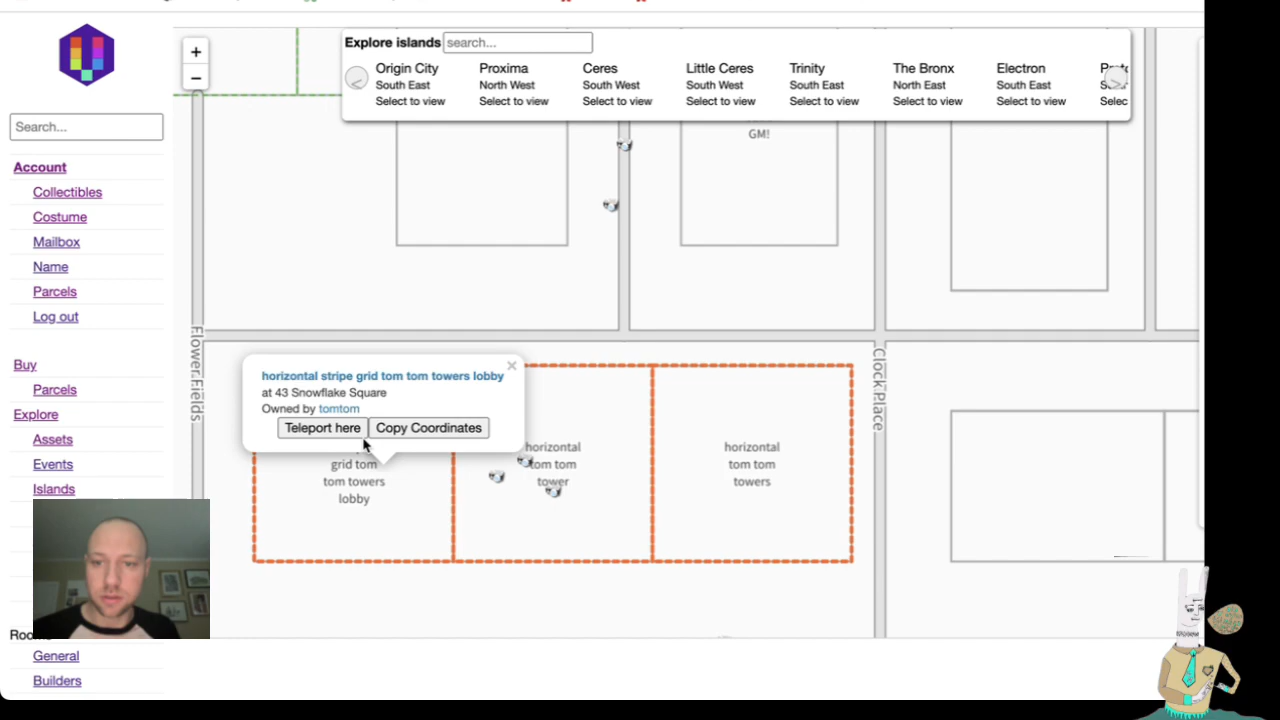 Search...
Account
Collectibles
Costume
Mailbox
Name
Parcels
Log out
Buy
Parcels
Explore
Assets
Events
Islands
General
Builders
+
−
Explore islands search...
Origin City
South East
Select to view
Proxima
North West
Select to view
Ceres
South West
Select to view
Little Ceres
South West
Select to view
Trinity
South East
Select to view
The Bronx
North East
Select to view
Electron
South East
Select to view
GM!
Flower Fields
Clock Place
horizontal stripe grid tom tom towers lobby
at 43 Snowflake Square
Owned by tomtom
Teleport here
Copy Coordinates
grid tom
tom towers
lobby
horizontal
tom tom
tower
horizontal
tom tom
towers